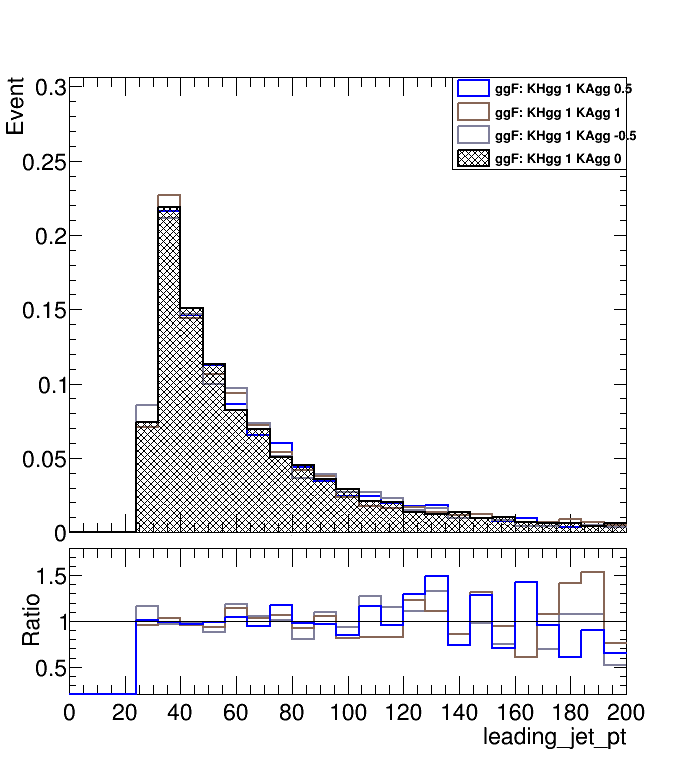 Event
0.3
0.25
0.2
0.15
0.1
0.05
0
ggF: KHgg 1 KAgg 0.5
ggF: KHgg 1 KAgg 1
ggF: KHgg 1 KAgg -0.5
ggF: KHgg 1 KAgg 0
Ratio
1.5
1
0.5
0 20 40 60 80 100 120 140 160 180 200
leading_jet_pt